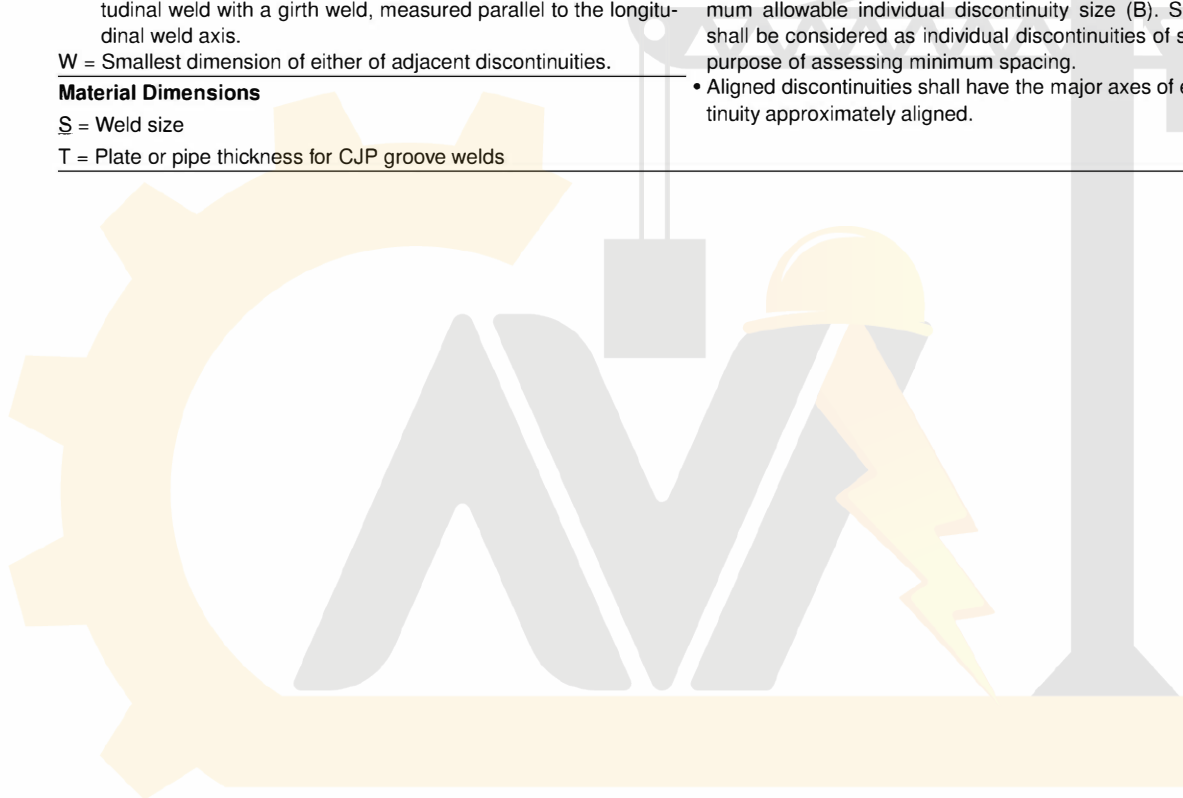 tudinal weld with a girth weld, measured parallel to the longitu-
dinal weld axis.
W = Smallest dimension of either of adjacent discontinuities.
Material Dimensions
S = Weld size
T = Plate or pipe thickness for CJP groove welds
mum allowable individual discontinuity size (B).
shall be considered as individual discontinuities of
purpose of assessing minimum spacing.
• Aligned discontinuities shall have the major axes of
tinuity approximately aligned.